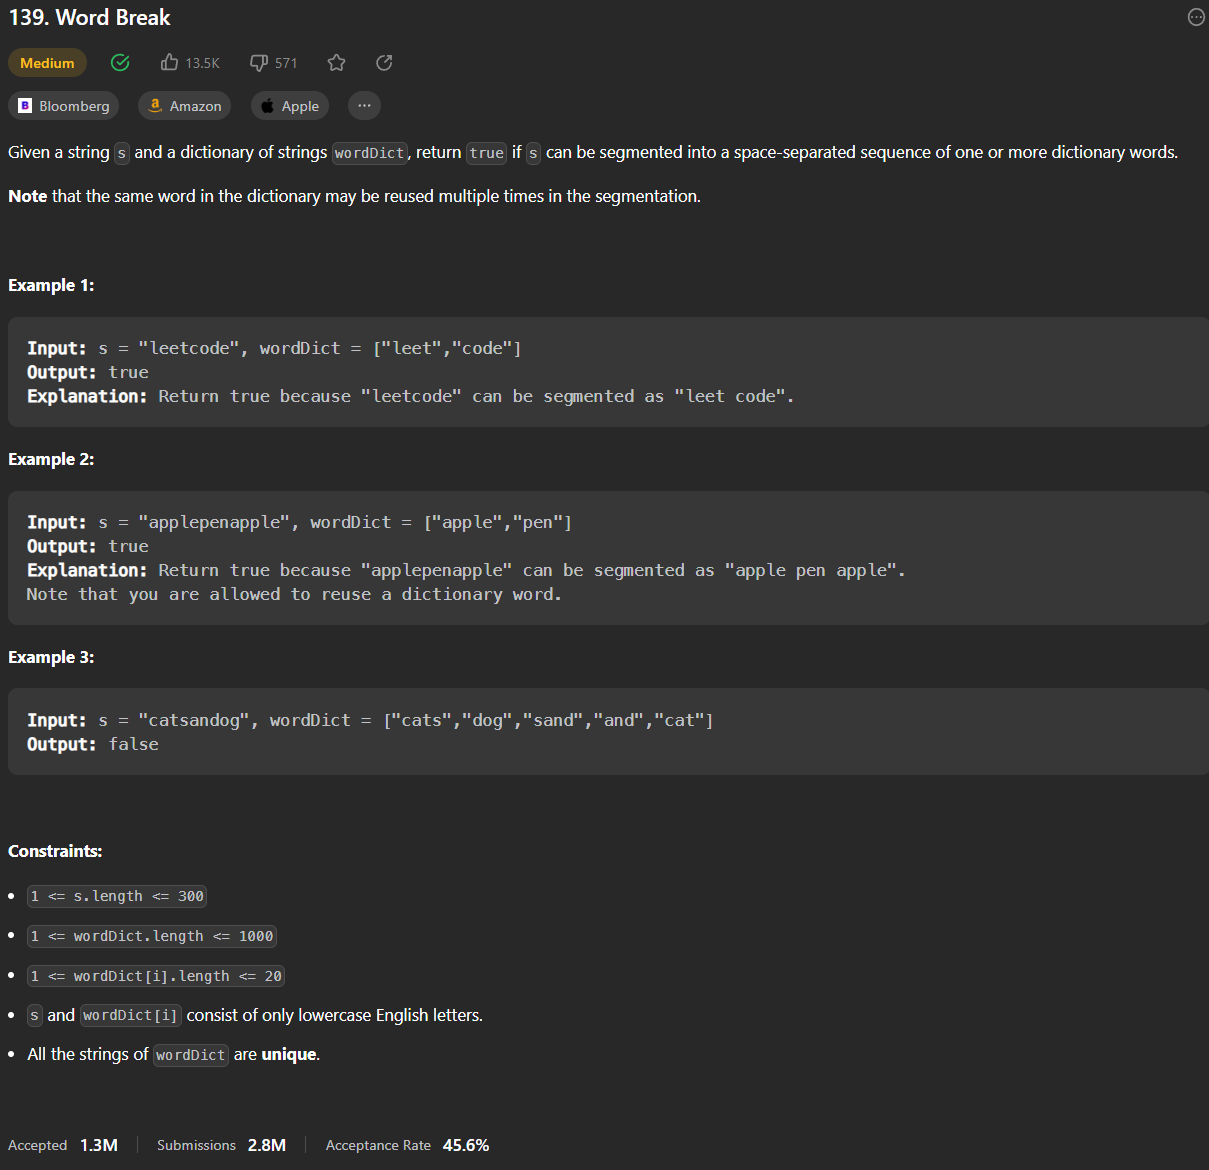 139. Word Break
Medium 13.5K 571
B Bloomberg a Amazon Apple ...
Given a string s and a dictionary of strings wordDict, return true if s can be segmented into a space-separated sequence of one or more dictionary words.
Note that the same word in the dictionary may be reused multiple times in the segmentation.
Example 1:
Input: s = "leetcode", wordDict = ["leet","code"]
Output: true
Explanation: Return true because "leetcode" can be segmented as "leet code".
Example 2:
Input: s = "applepenapple", wordDict = ["apple","pen"]
Output: true
Explanation: Return true because "applepenapple" can be segmented as "apple pen apple".
Note that you are allowed to reuse a dictionary word.
Example 3:
Input: s = "catsandog", wordDict = ["cats","dog","sand","and","cat"]
Output: false
Constraints:
• 1 <= s.length <= 300
• 1 <= wordDict.length <= 1000
• 1 <= wordDict[i].length <= 20
• s and wordDict[i] consist of only lowercase English letters.
• All the strings of wordDict are unique.
Accepted 1.3M Submissions 2.8M Acceptance Rate 45.6%